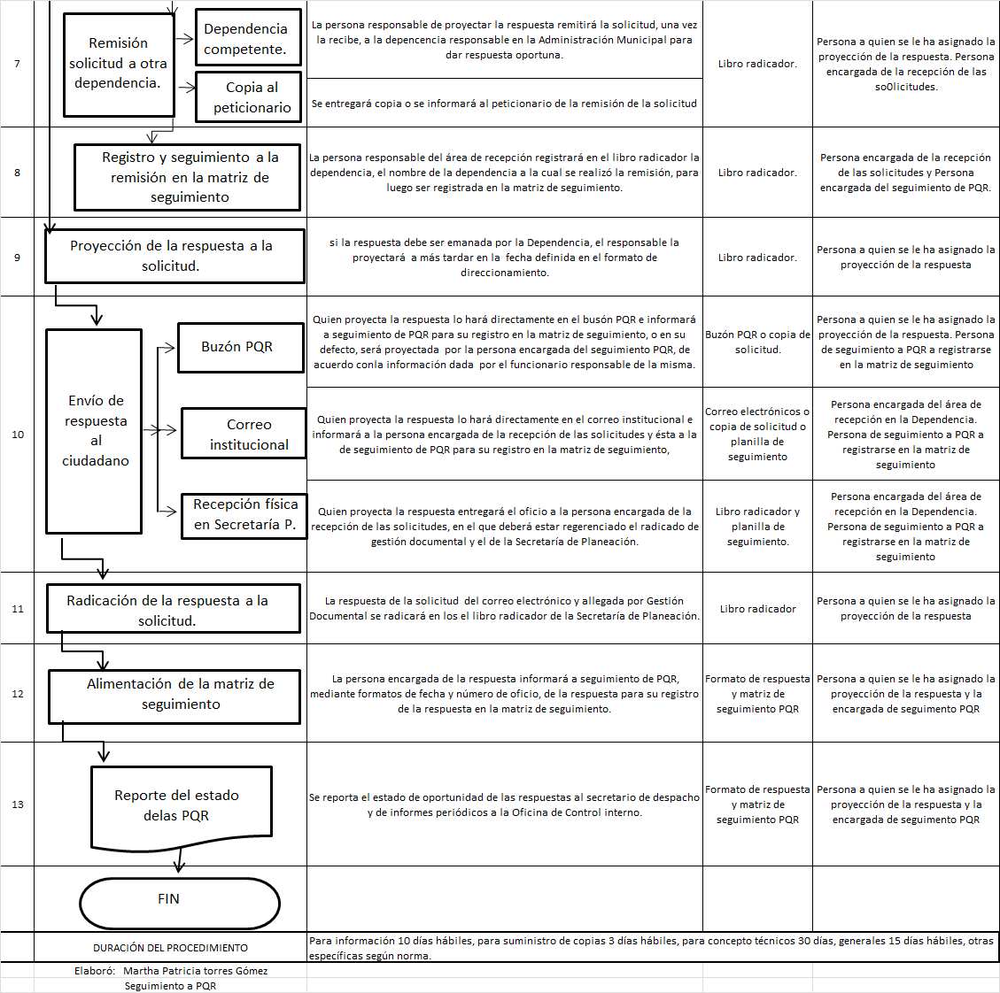 7
Remisión
solicitud a otra
dependencia.
Dependencia
competente.
Copia al
peticionario
La persona responsable de proyectar la respuesta remitirá la solicitud, una vez
la recibe, a la depencencia responsable en la Administración Municipal para
dar respuesta oportuna.
Se entregará copia o se informará al peticionario de la remisión de la solicitud
Libro radicador.
Persona a quien se le ha asignado la
proyección de la respuesta. Persona
encargada de la recepción de las
so0licitudes.
8
Registro y seguimiento a la
remisión en la matriz de
seguimiento
La persona responsable del área de recepción registrará en el libro radicador la
dependencia, el nombre de la dependencia a la cual se realizó la remisión, para
luego ser registrada en la matriz de seguimiento.
Libro radicador.
Persona encargada de la recepción
de las solicitudes y Persona
encargada del seguimiento de PQR.
9
Proyección de la respuesta a la
solicitud.
si la respuesta debe ser emanada por la Dependencia, el responsable la
proyectará a más tardar en la fecha definida en el formato de
direccionamiento.
Libro radicador.
Persona a quien se le ha asignado la
proyección de la respuesta
10
Envío de
respuesta
al
ciudadano
Buzón PQR
Quien proyecta la respuesta lo hará directamente en el busón PQR e informará
a seguimiento de PQR para su registro en la matriz de seguimiento, o en su
defecto, será proyectada por la persona encargada del seguimiento PQR, de
acuerdo conla información dada por el funcionario responsable de la misma.
Buzón PQR o copia de
solicitud.
Persona a quien se le ha asignado la
proyección de la respuesta. Persona
de seguimiento a PQR a registrarse
en la matriz de seguimiento
Correo
institucional
Quien proyecta la respuesta lo hará directamente en el correo institucional e
informará a la persona encargada de la recepción de las solicitudes y ésta a la
de seguimiento de PQR para su registro en la matriz de seguimiento,
Correo electrónicos o
copia de solicitud o
planilla de
seguimiento
Persona encargada del área de
recepción en la Dependencia.
Persona de seguimiento a PQR a
registrarse en la matriz de
seguimiento
Recepción física
en Secretaría P.
Quien proyecta la respuesta entregará el oficio a la persona encargada de la
recepción de las solicitudes, en el que deberá estar regerenciado el radicado de
gestión documental y el de la Secretaría de Planeación.
Libro radicador y
planilla de
seguimiento.
Persona encargada del área de
recepción en la Dependencia.
Persona de seguimiento a PQR a
registrarse en la matriz de
seguimiento
11
Radicación de la respuesta a la
solicitud.
La respuesta de la solicitud del correo electrónico y allegada por Gestión
Documental se radicará en los el libro radicador de la Secretaría de Planeación.
Libro radicador
Persona a quien se le ha asignado la
proyección de la respuesta
12
Alimentación de la matriz de
seguimiento
La persona encargada de la respuesta informará a seguimiento de PQR,
mediante formatos de fecha y número de oficio, de la respuesta para su registro
de la respuesta en la matriz de seguimiento.
Formato de respuesta
y matriz de
seguimiento PQR
Persona a quien se le ha asignado la
proyección de la respuesta y la
encargada de seguimento PQR
13
Reporte del estado
delas PQR
Se reporta el estado de oportunidad de las respuestas al secretario de despacho
y de informes periódicos a la Oficina de Control interno.
Formato de respuesta
y matriz de
seguimiento PQR
Persona a quien se le ha asignado la
proyección de la respuesta y la
encargada de seguimento PQR
FIN
DURACIÓN DEL PROCEDIMIENTO
Para información 10 días hábiles, para suministro de copias 3 días hábiles, para concepto técnicos 30 días, generales 15 días hábiles, otras
específicas según norma.
Elaboró: Martha Patricia torres Gómez
Seguimiento a PQR